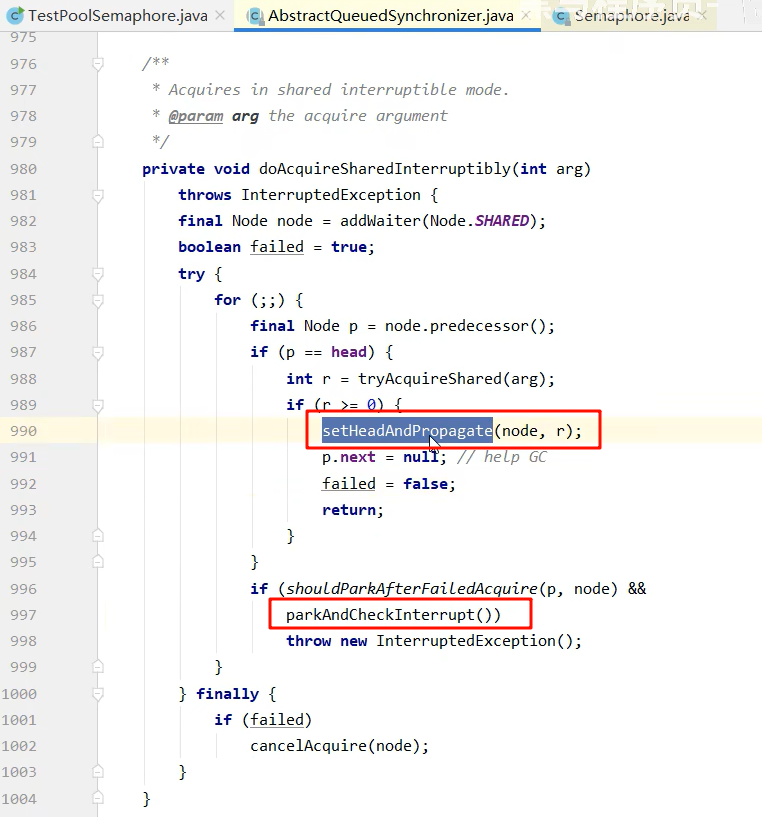 TestPoolSemaphore.java × AbstractQueuedSynchronizer.java × Semaphore.java ×
975
976 /**
977 * Acquires in shared interruptible mode.
978 * @param arg the acquire argument
979 */
980 private void doAcquireSharedInterruptibly(int arg)
981 throws InterruptedException {
982 final Node node = addWaiter(Node.SHARED);
983 boolean failed = true;
984 try {
985 for (;;) {
986 final Node p = node.predecessor();
987 if (p == head) {
988 int r = tryAcquireShared(arg);
989 if (r >= 0) {
990 setHeadAndPropagate(node, r);
991 p.next = null; // help GC
992 failed = false;
993 return;
994 }
995 }
996 if (shouldParkAfterFailedAcquire(p, node) &&
997 parkAndCheckInterrupt())
998 throw new InterruptedException();
999 }
1000 } finally {
1001 if (failed)
1002 cancelAcquire(node);
1003 }
1004 }